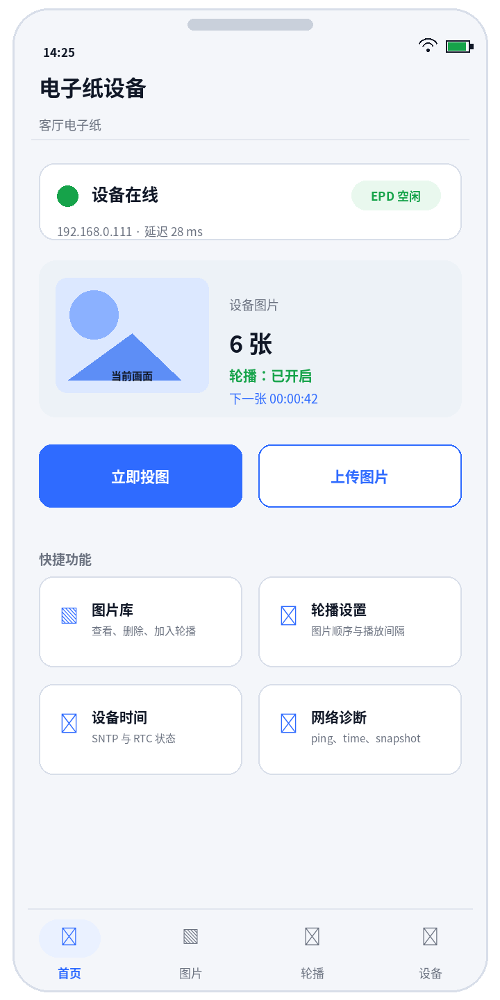 14:25
电子纸设备
客厅电子纸
设备在线
EPD 空闲
192.168.0.111 · 延迟 28 ms
当前画面
设备图片
6 张
轮播：已开启
下一张 00:00:42
立即投图
上传图片
快捷功能
图片库
查看、删除、加入轮播
轮播设置
图片顺序与播放间隔
设备时间
SNTP 与 RTC 状态
网络诊断
ping、time、snapshot
首页
图片
轮播
设备